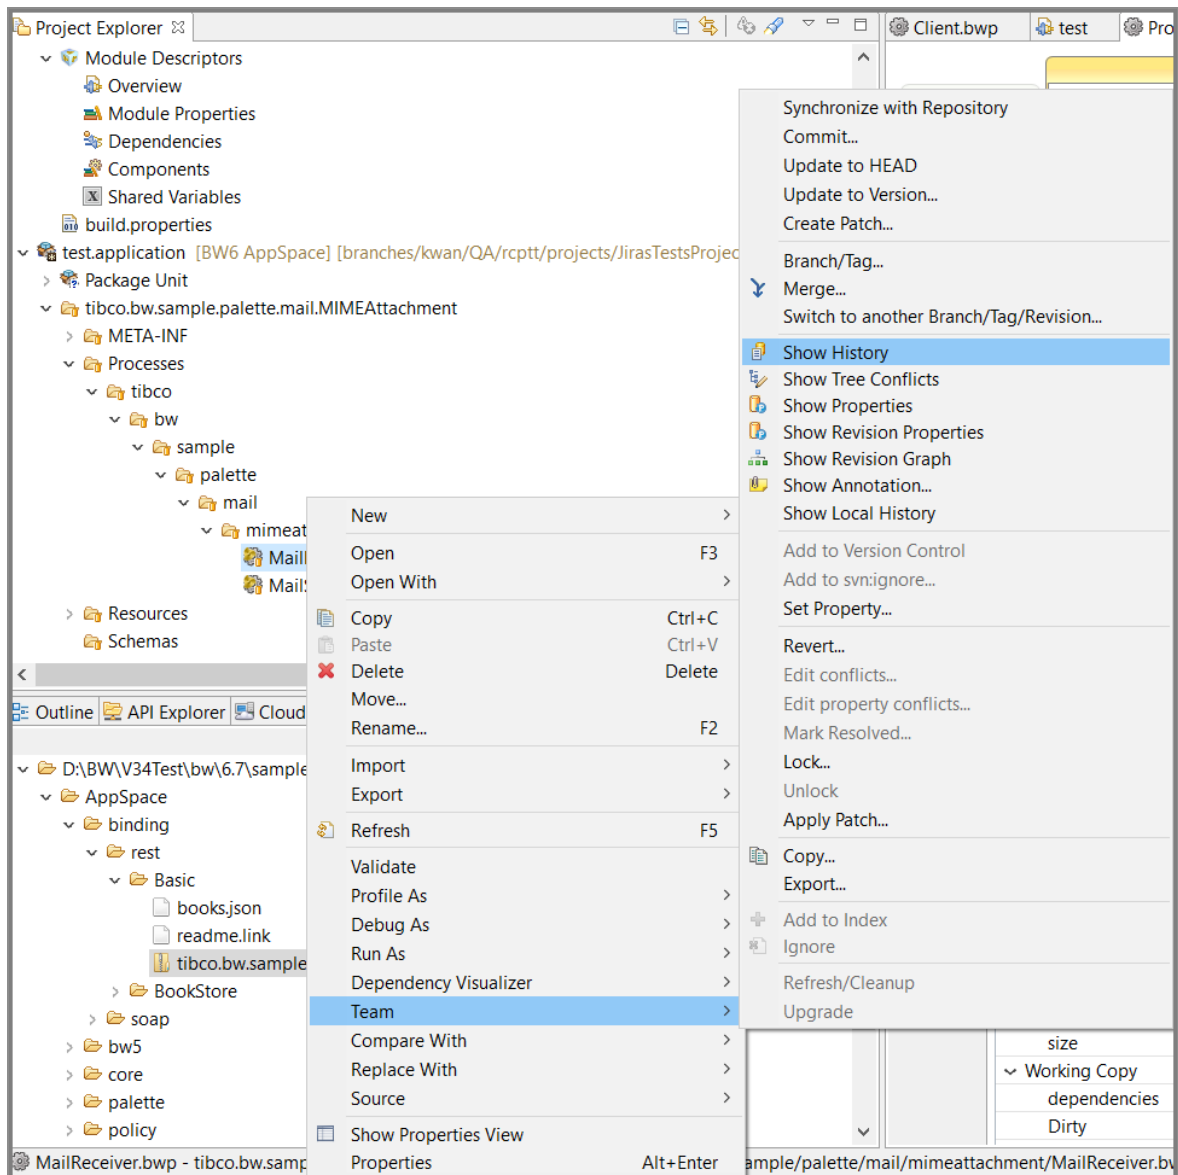 Project Explorer
Module Descriptors
Overview
Module Properties
Dependencies
Components
X Shared Variables
010 build.properties
test.application [BW6 AppSpace] [branches/kwan/QA/rcptt/projects/JirasTestsProjec
Package Unit
tibco.bw.sample.palette.mail.MIMEAttachment
META-INF
Processes
tibco
bw
sample
palette
mail
mimeat
Mail
MailS
Resources
Schemas
Outline API Explorer Cloud
D:\BW\V34Test\bw\6.7\sample
AppSpace
binding
rest
Basic
books.json
readme.link
tibco.bw.sample
BookStore
soap
bw5
core
palette
policy
MailReceiver.bwp - tibco.bw.samp
New
Open F3
Open With
Copy Ctrl+C
Paste Ctrl+V
Delete Delete
Move...
Rename... F2
Import
Export
Refresh F5
Validate
Profile As
Debug As
Run As
Dependency Visualizer
Team
Compare With
Replace With
Source
Show Properties View
Properties Alt+Enter
Client.bwp test Pro
Synchronize with Repository
Commit...
Update to HEAD
Update to Version...
Create Patch...
Branch/Tag...
Merge...
Switch to another Branch/Tag/Revision...
Show History
Show Tree Conflicts
Show Properties
Show Revision Properties
Show Revision Graph
Show Annotation...
Show Local History
Add to Version Control
Add to svn:ignore...
Set Property...
Revert...
Edit conflicts...
Edit property conflicts...
Mark Resolved...
Lock...
Unlock
Apply Patch...
Copy...
Export...
Add to Index
Ignore
Refresh/Cleanup
Upgrade
size
Working Copy
dependencies
Dirty
ample/palette/mail/mimeattachment/MailReceiver.bw